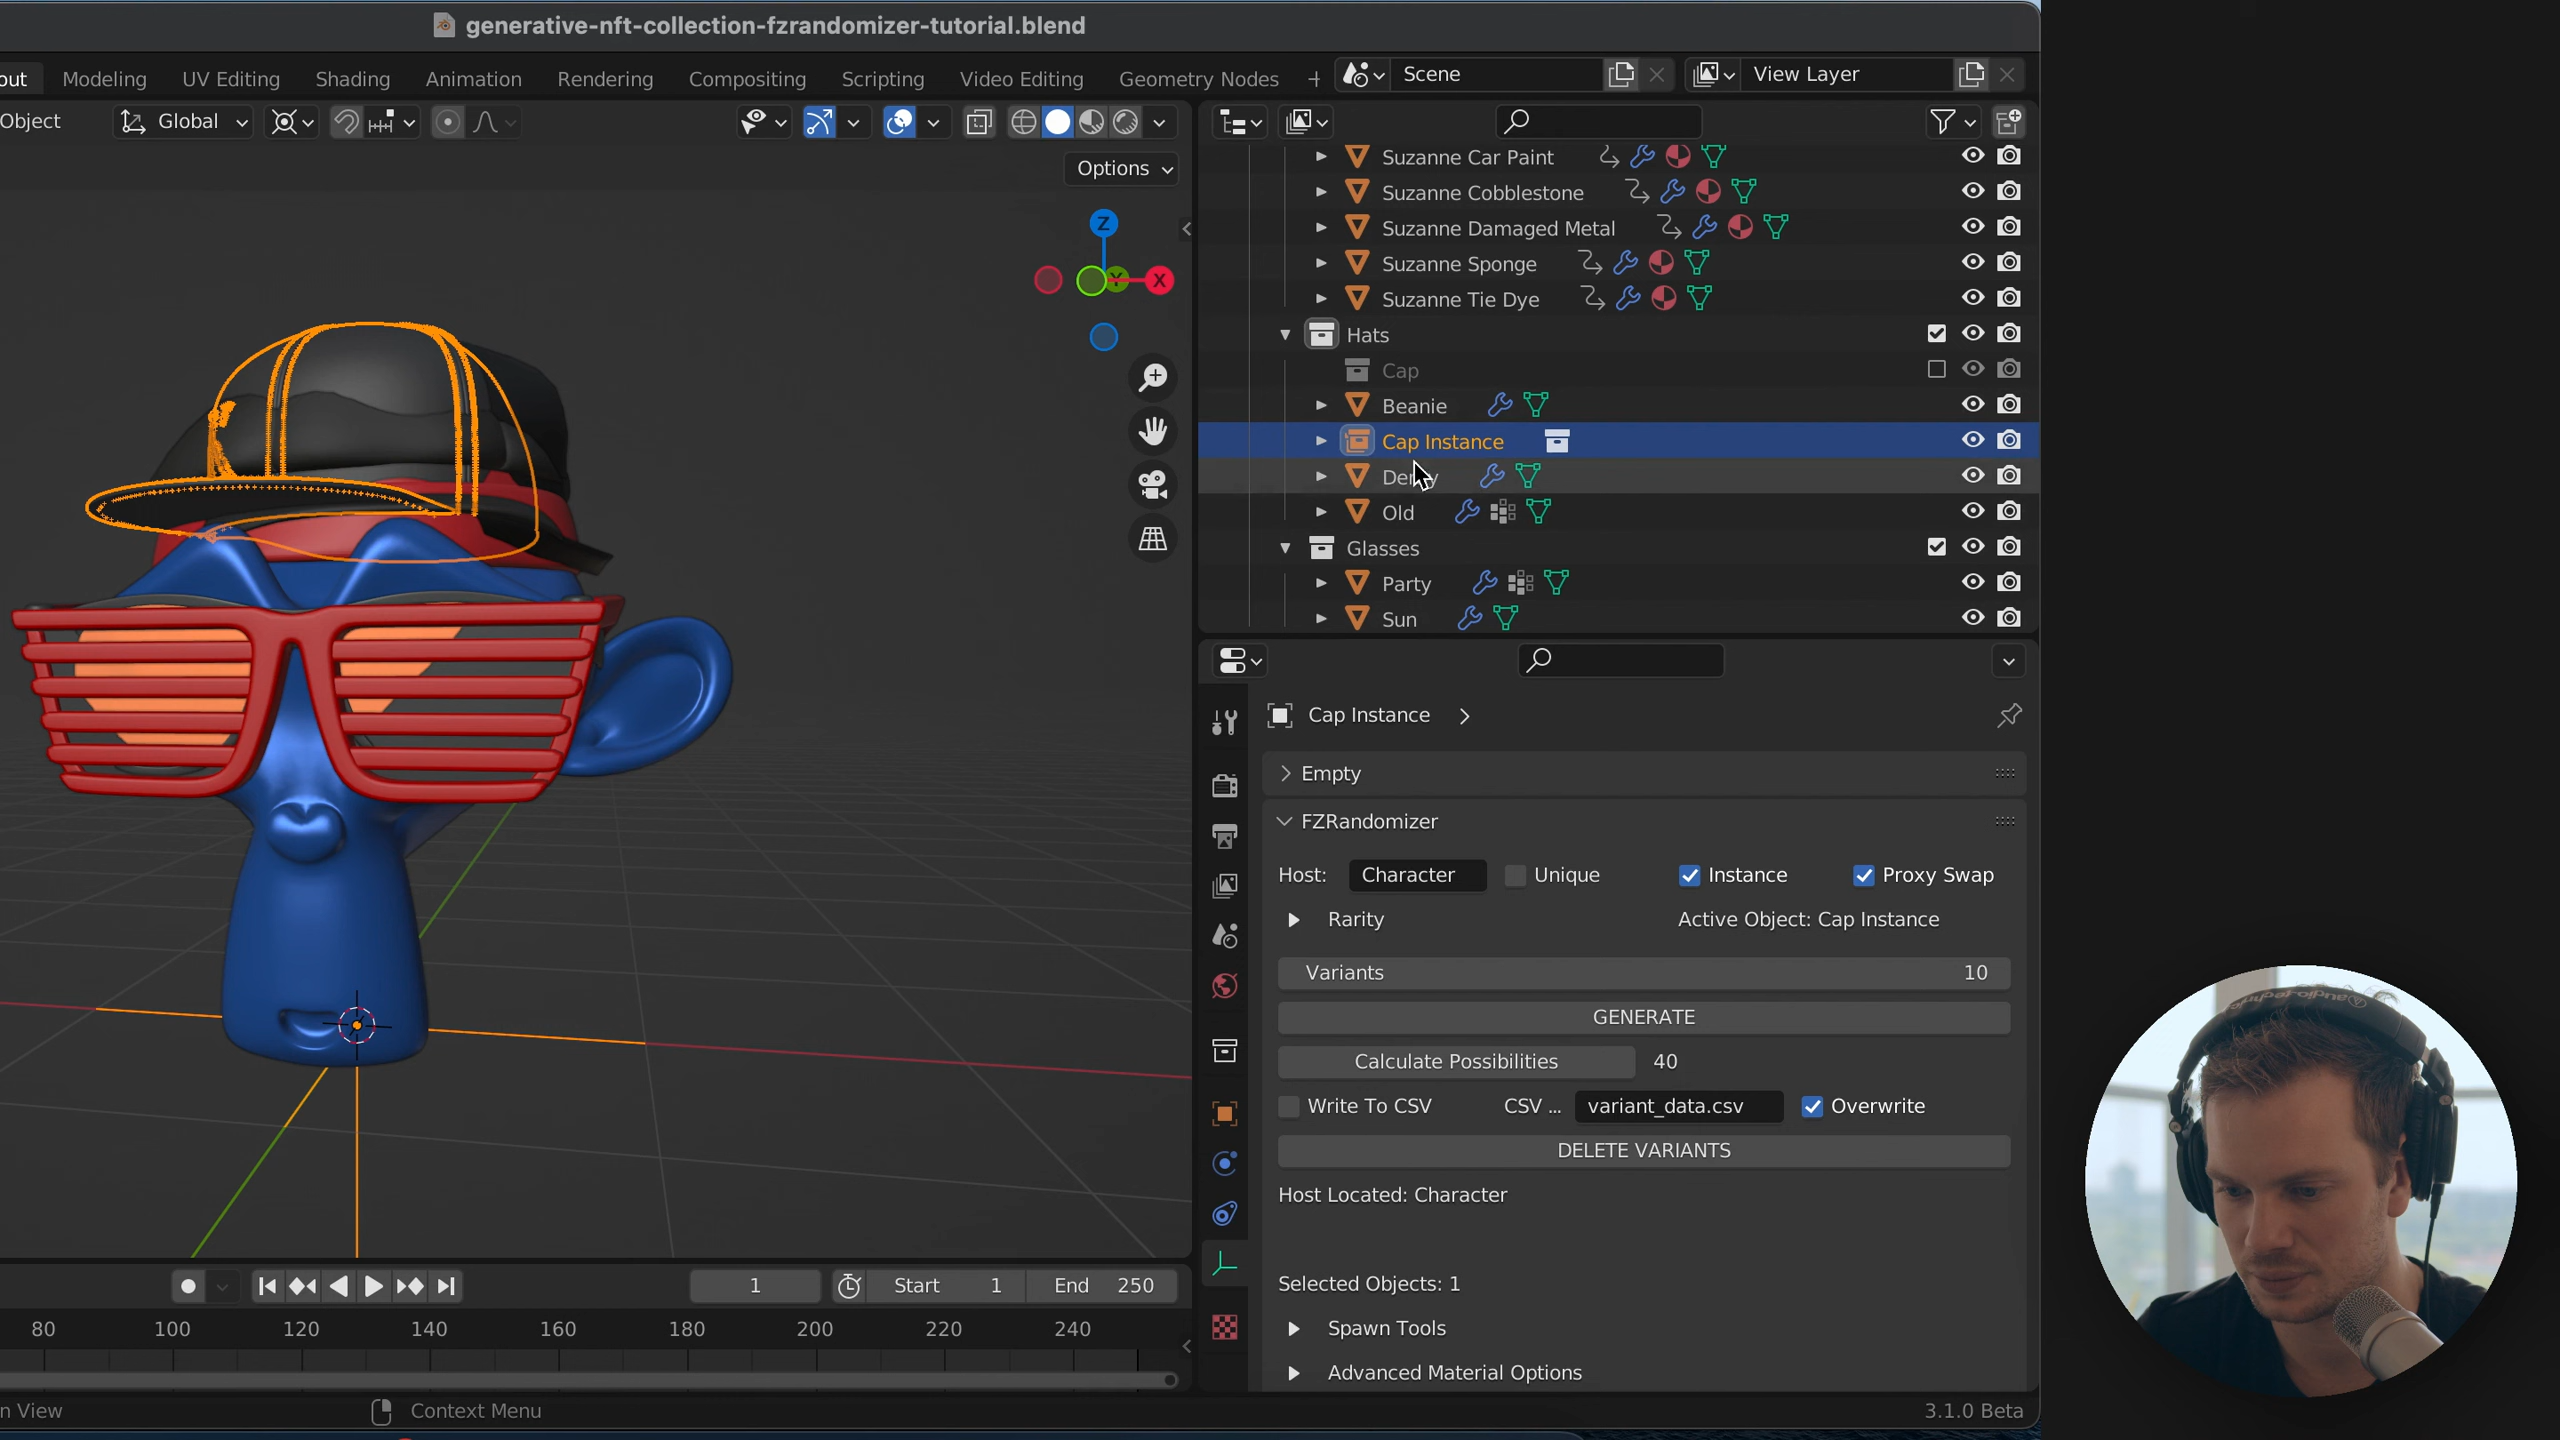 generative-nft-collection-fzrandomizer-tutorial.blend
out Modeling UV Editing Shading Animation Rendering Compositing Scripting Video Editing Geometry Nodes + Scene View Layer
Object Global
Options
Z
Y X
Suzanne Car Paint
Suzanne Cobblestone
Suzanne Damaged Metal
Suzanne Sponge
Suzanne Tie Dye
Hats
Cap
Beanie
Cap Instance
Old
Glasses
Party
Sun
Cap Instance
Empty
FZRandomizer
Host: Character Unique Instance Proxy Swap
Rarity Active Object: Cap Instance
Variants 10
GENERATE
Calculate Possibilities 40
Write To CSV CSV ... variant_data.csv Overwrite
DELETE VARIANTS
Host Located: Character
Selected Objects: 1
Spawn Tools
Advanced Material Options
1 Start 1 End 250
80 100 120 140 160 180 200 220 240
n View Context Menu 3.1.0 Beta
audio-technica